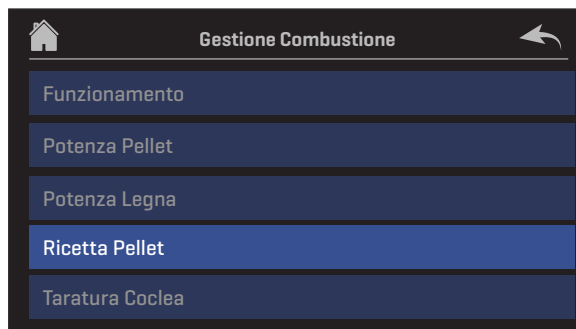 Gestione Combustione
Funzionamento
Potenza Pellet
Potenza Legna
Ricetta Pellet
Taratura Coclea